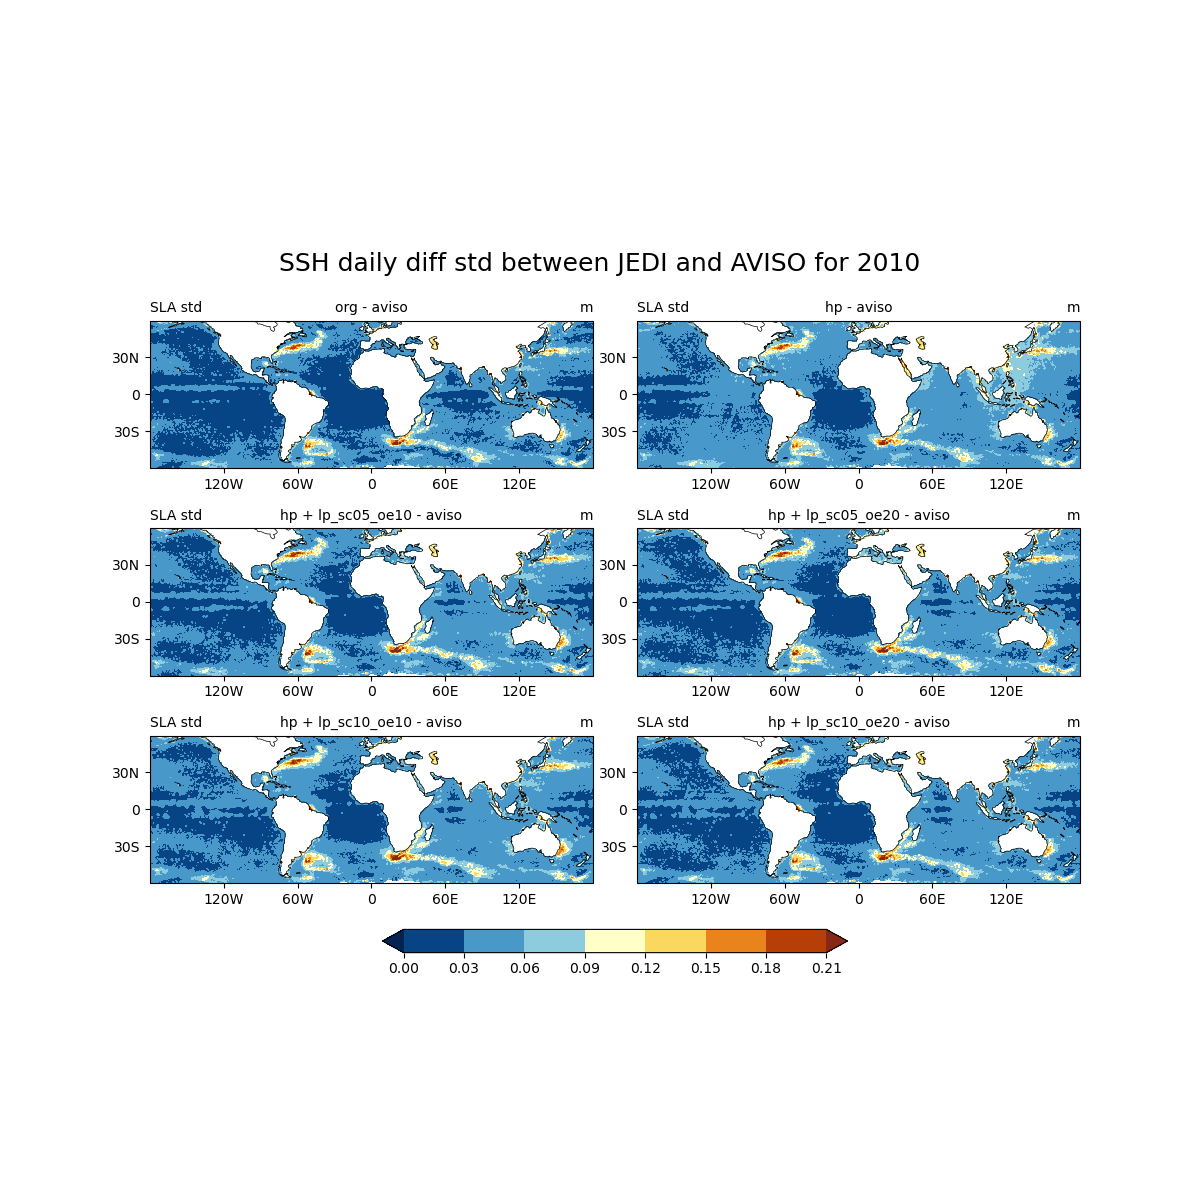 SSH daily diff std between JEDI and AVISO for 2010
SLA std org - aviso m
SLA std hp - aviso m
30N
0
30S
120W 60W 0 60E 120E
30N
0
30S
120W 60W 0 60E 120E
SLA std hp + lp_sc05_oe10 - aviso m
SLA std hp + lp_sc05_oe20 - aviso m
30N
0
30S
120W 60W 0 60E 120E
30N
0
30S
120W 60W 0 60E 120E
SLA std hp + lp_sc10_oe10 - aviso m
SLA std hp + lp_sc10_oe20 - aviso m
30N
0
30S
120W 60W 0 60E 120E
30N
0
30S
120W 60W 0 60E 120E
0.00 0.03 0.06 0.09 0.12 0.15 0.18 0.21